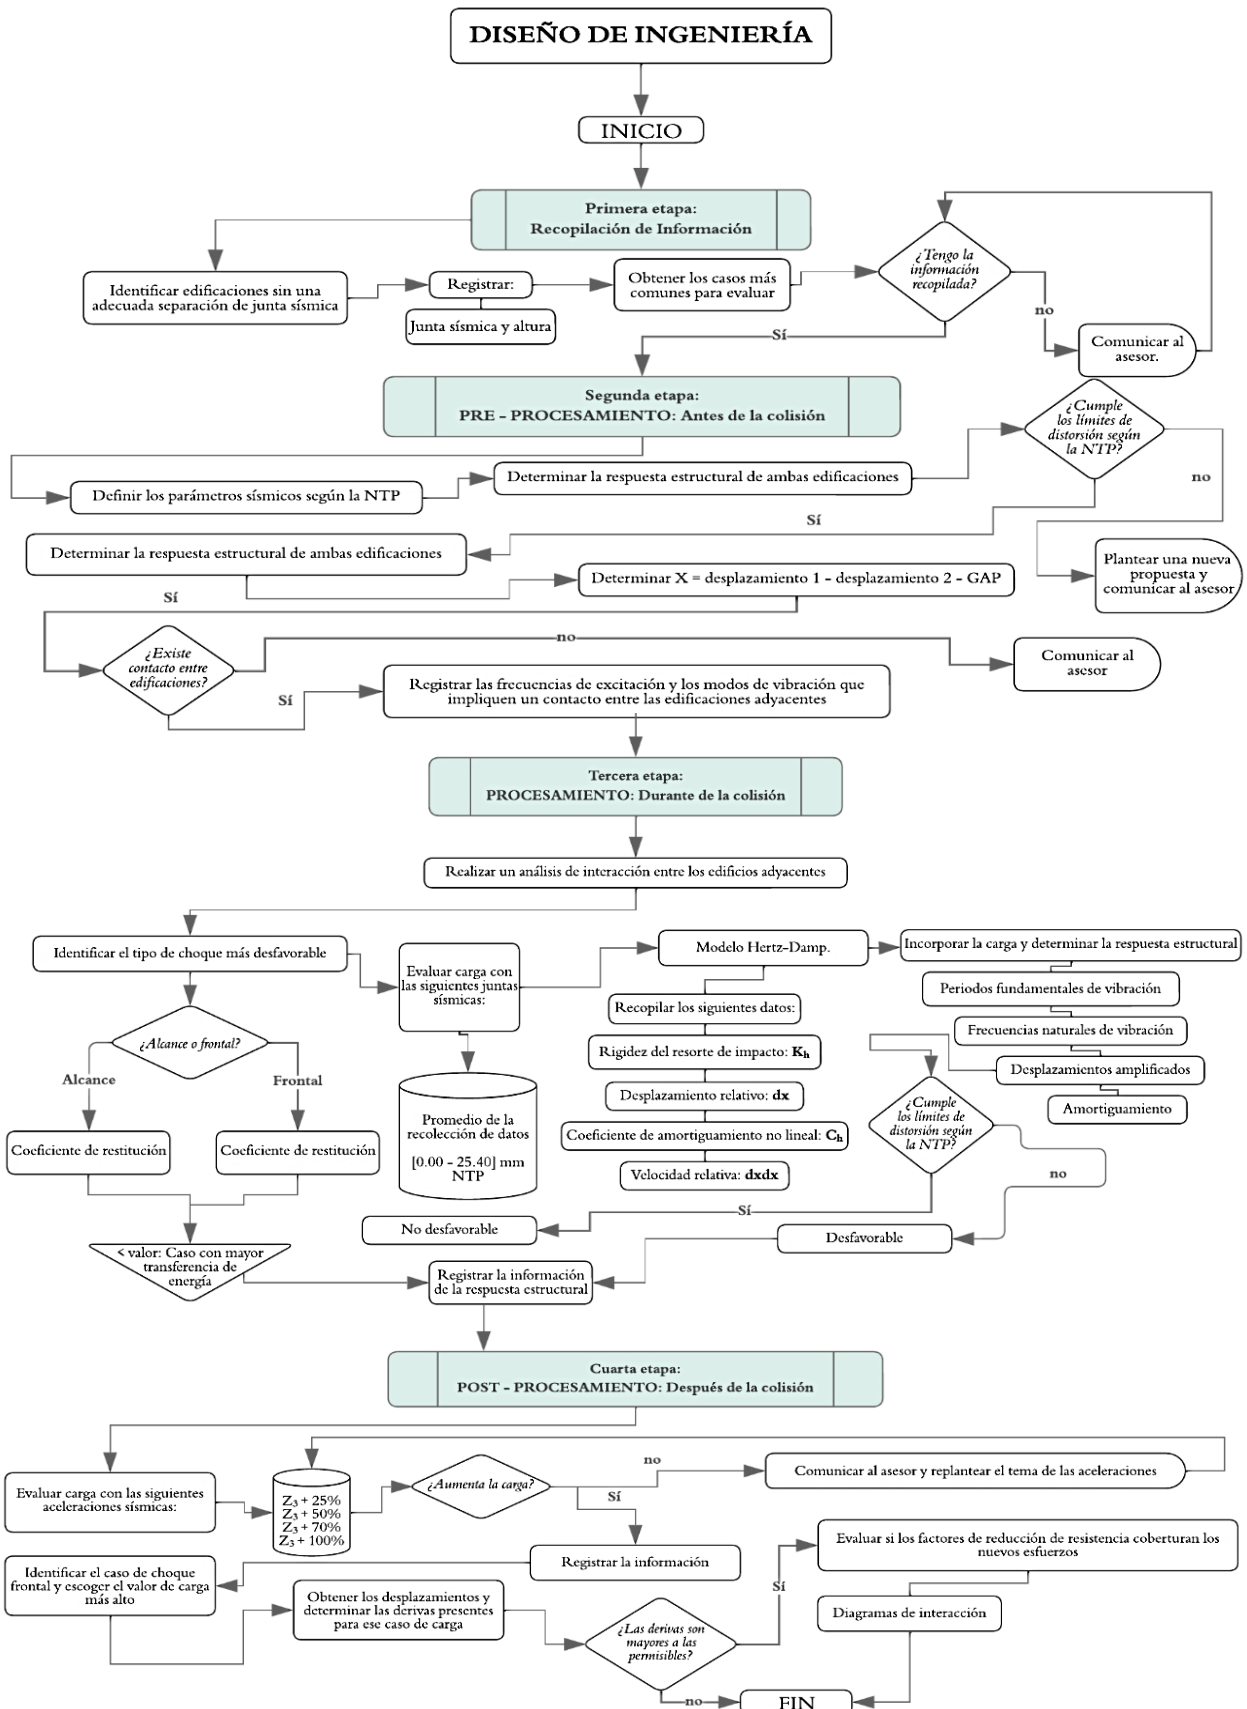 DISEÑO DE INGENIERÍA
INICIO
Primera etapa:
Recopilación de Información
Identificar edificaciones sin una
adecuada separación de junta sísmica
Registrar:
Junta sísmica y altura
Obtener los casos más
comunes para evaluar
¿Tengo la
información
recopilada?
no
Comunicar al
asesor.
Sí
Segunda etapa:
PRE - PROCESAMIENTO: Antes de la colisión
Definir los parámetros sísmicos según la NTP
Determinar la respuesta estructural de ambas edificaciones
¿Cumple
los límites de
distorsión según
la NTP?
no
Plantear una nueva
propuesta y
comunicar al asesor
Sí
Determinar la respuesta estructural de ambas edificaciones
Determinar X = desplazamiento 1 - desplazamiento 2 - GAP
Sí
¿Existe
contacto entre
edificaciones?
no
Comunicar al
asesor
Sí
Registrar las frecuencias de excitación y los modos de vibración que
impliquen un contacto entre las edificaciones adyacentes
Tercera etapa:
PROCESAMIENTO: Durante de la colisión
Realizar un análisis de interacción entre los edificios adyacentes
Identificar el tipo de choque más desfavorable
¿Alcance o frontal?
Alcance
Frontal
Coeficiente de restitución
Coeficiente de restitución
< valor: Caso con mayor
transferencia de
energía
Evaluar carga con
las siguientes juntas
sísmicas:
Promedio de la
recolección de datos
[0.00 - 25.40] mm
NTP
Modelo Hertz-Damp.
Recopilar los siguientes datos:
Rigidez del resorte de impacto: Kₕ
Desplazamiento relativo: dx
Coeficiente de amortiguamiento no lineal: Cₕ
Velocidad relativa: dxdx
Incorporar la carga y determinar la respuesta estructural
Periodos fundamentales de vibración
Frecuencias naturales de vibración
Desplazamientos amplificados
Amortiguamiento
¿Cumple
los límites de
distorsión según
la NTP?
no
Sí
No desfavorable
Desfavorable
Registrar la información
de la respuesta estructural
Cuarta etapa:
POST - PROCESAMIENTO: Después de la colisión
Evaluar carga con las siguientes
aceleraciones sísmicas:
Z₃ + 25%
Z₃ + 50%
Z₃ + 70%
Z₃ + 100%
¿Aumenta la carga?
no
Comunicar al asesor y replantear el tema de las aceleraciones
Sí
Registrar la información
Identificar el caso de choque
frontal y escoger el valor de carga
más alto
Obtener los desplazamientos y
determinar las derivas presentes
para ese caso de carga
¿Las derivas son
mayores a las
permisibles?
Sí
Evaluar si los factores de reducción de resistencia coberturan los
nuevos esfuerzos
Diagramas de interacción
no
FIN